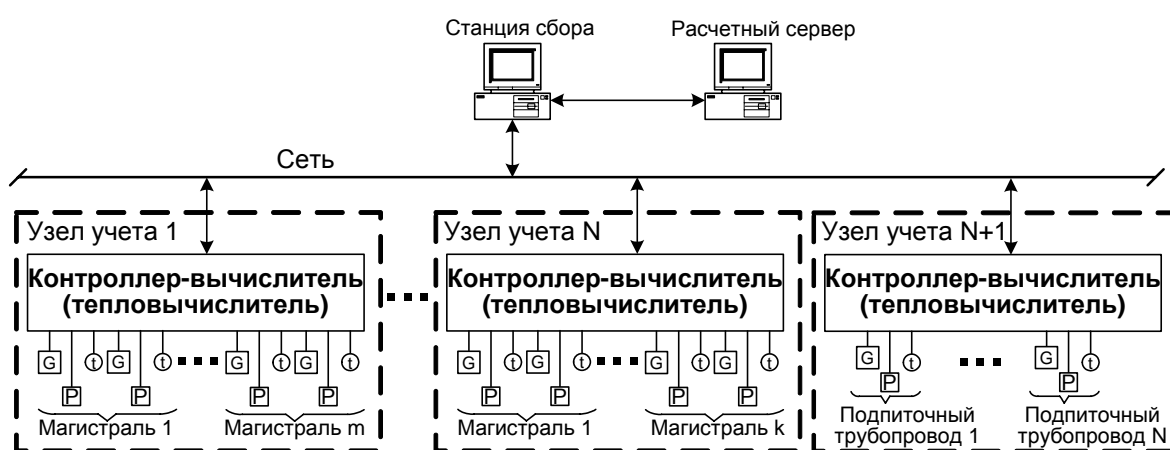 Станция сбора
Расчетный сервер
Сеть
Узел учета 1
Контроллер-вычислитель
(тепловычислитель)
G t G t G t G t
P P P P
Магистраль 1
Магистраль m
Узел учета N
Контроллер-вычислитель
(тепловычислитель)
G t G t G t G t
P P P P
Магистраль 1
Магистраль k
Узел учета N+1
Контроллер-вычислитель
(тепловычислитель)
G t G t
P P
Подпиточный
трубопровод 1
Подпиточный
трубопровод N